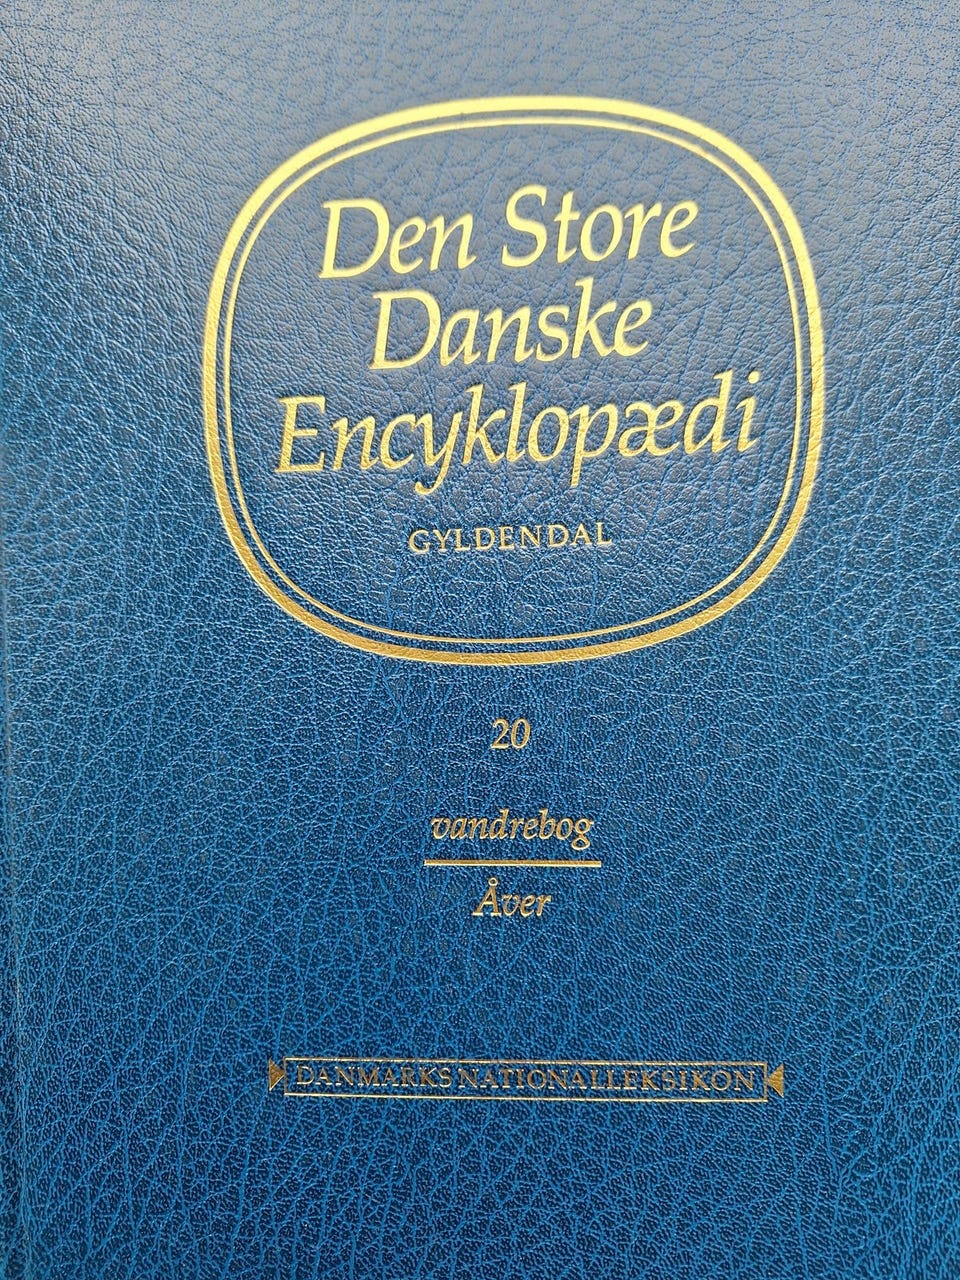 Den Store
Danske
Encyklopædi
GYLDENDAL
20
vandrebog
Åver
DANMARKS NATIONALLEKSIKON